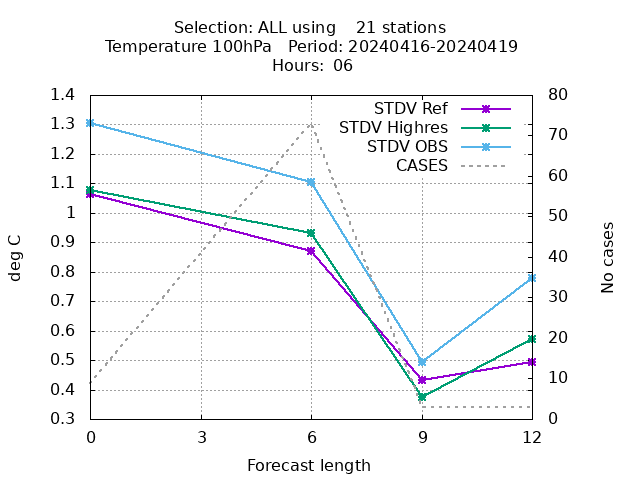 Selection: ALL using    21 stations
Temperature 100hPa   Period: 20240416-20240419
Hours:  06
STDV Ref
STDV Highres
STDV OBS
CASES
1.4
1.3
1.2
1.1
1
0.9
0.8
0.7
0.6
0.5
0.4
0.3
deg C
80
70
60
50
40
30
20
10
0
No cases
0 3 6 9 12
Forecast length